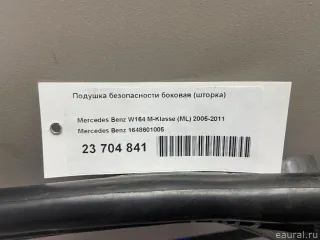 Подушка безопасности боковая (шторка)
Mercedes Benz W164 M-Klasse (ML) 2005-2011
Mercedes Benz 1648601005
23 704 841
© eaural.ru